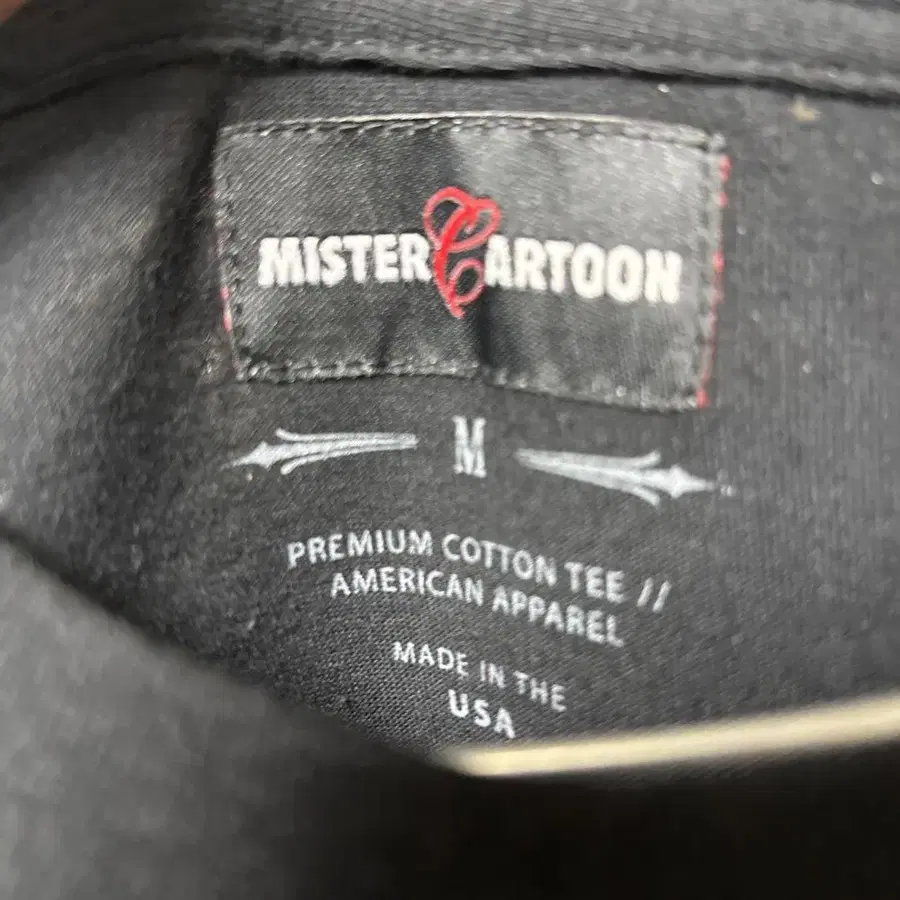 MISTER CARTOON
M
PREMIUM COTTON TEE //
AMERICAN APPAREL
MADE IN THE
USA